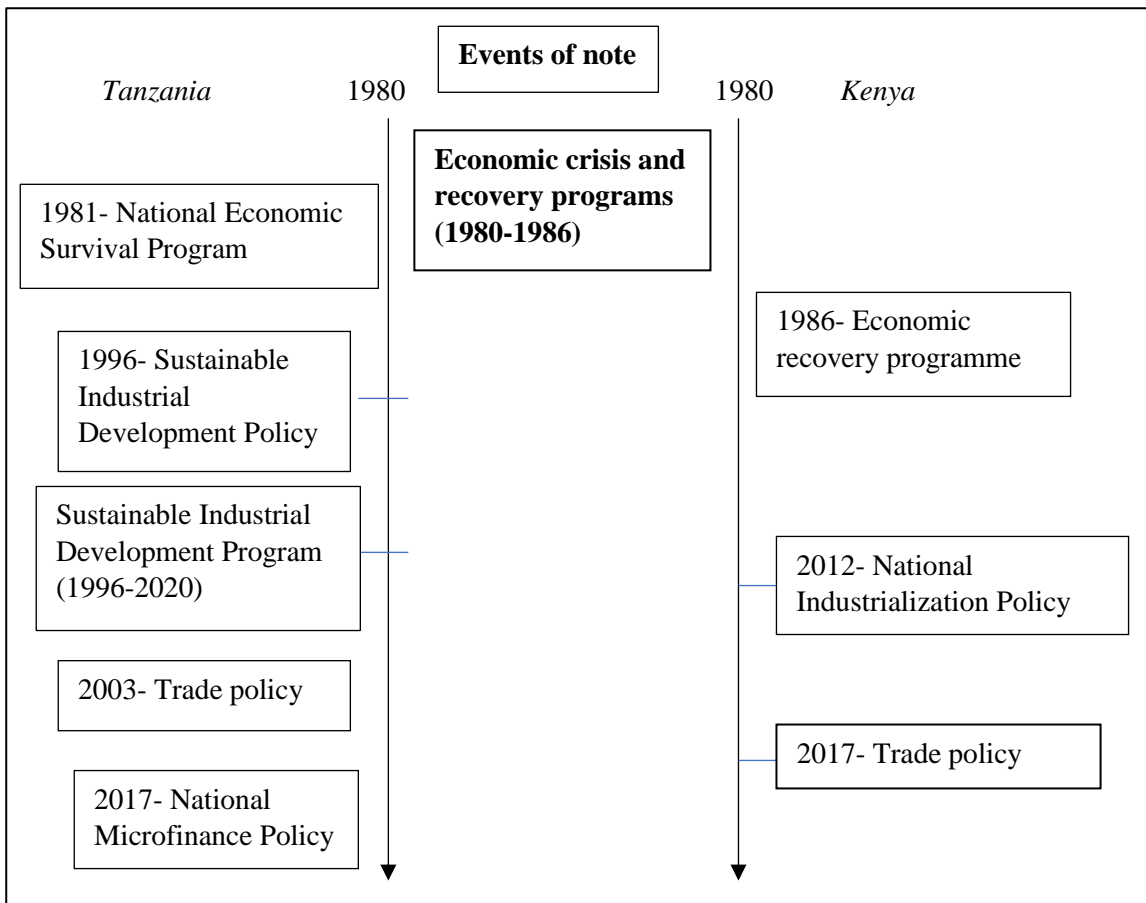 Events of note
Tanzania
1980
1980
Kenya
Economic crisis and
recovery programs
(1980-1986)
1981- National Economic
Survival Program
1986- Economic
recovery programme
1996- Sustainable
Industrial
Development Policy
Sustainable Industrial
Development Program
(1996-2020)
2012- National
Industrialization Policy
2003- Trade policy
2017- Trade policy
2017- National
Microfinance Policy